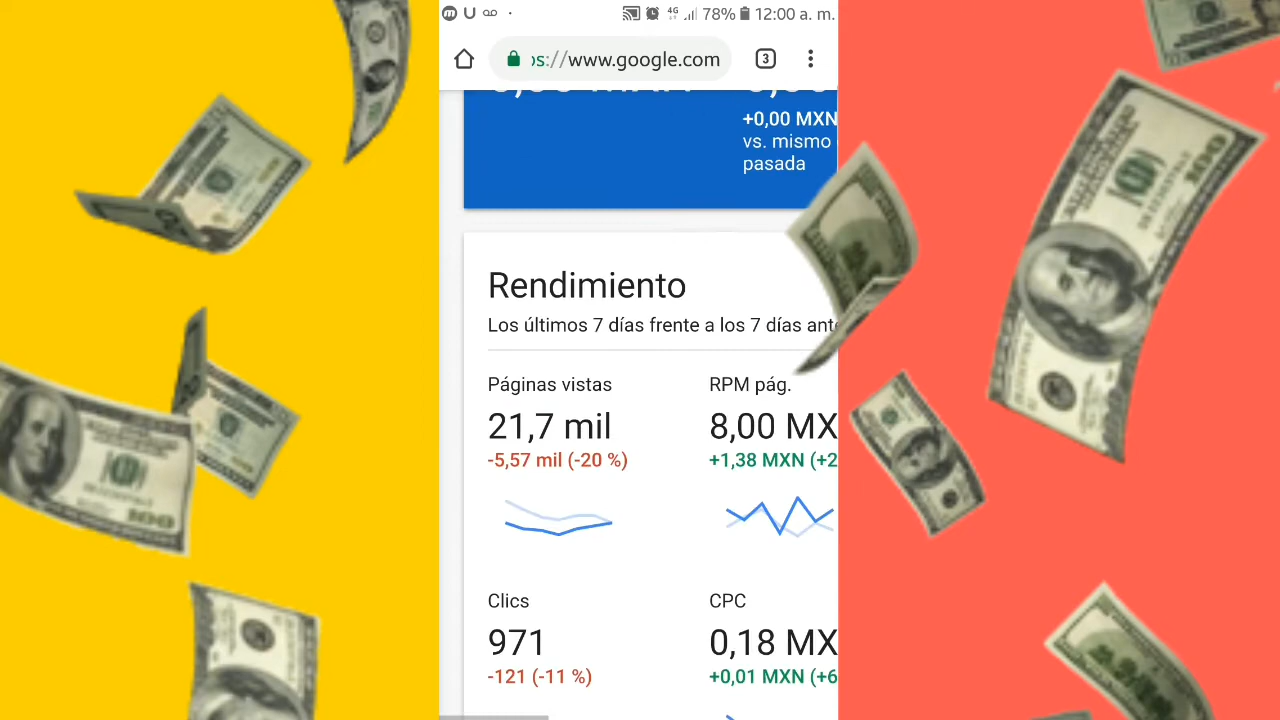 78% 12:00 a. m.
://www.google.com 3
+0,00 MXN
vs. mismo
pasada
Rendimiento
Los últimos 7 días frente a los 7 días
Páginas vistas RPM pág.
21,7 mil 8,00 MX
-5,57 mil (-20 %) +1,38 MXN (+2
Clics CPC
971 0,18 MX
-121 (-11 %) +0,01 MXN (+6